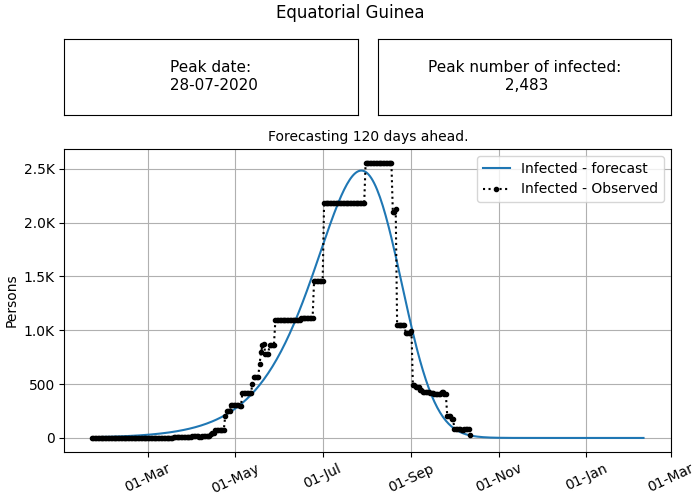 Equatorial Guinea
Peak date:
28-07-2020
Peak number of infected:
2,483
Forecasting 120 days ahead.
Infected - forecast
Infected - Observed
Persons
2.5K
2.0K
1.5K
1.0K
500
0
01-Mar
01-May
01-Jul
01-Sep
01-Nov
01-Jan
01-Mar